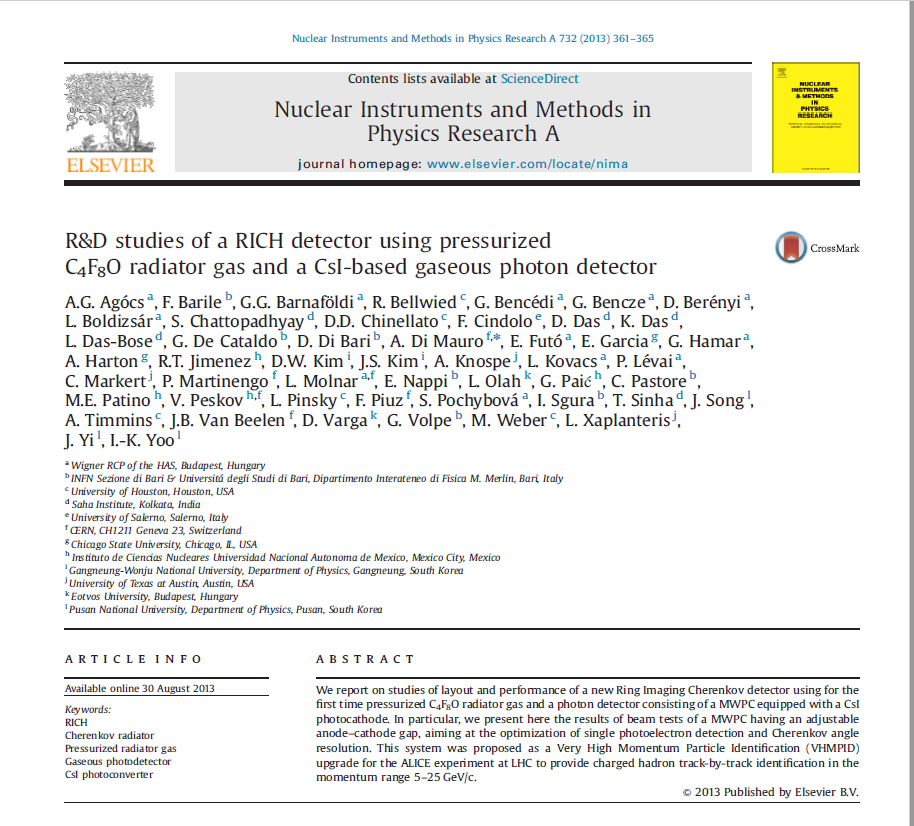 Nuclear Instruments and Methods in Physics Research A 732 (2013) 361–365
Contents lists available at ScienceDirect
Nuclear Instruments and Methods in
Physics Research A
journal homepage: www.elsevier.com/locate/nima
ELSEVIER
NUCLEAR
INSTRUMENTS
& METHODS
IN
PHYSICS
RESEARCH
R&D studies of a RICH detector using pressurized
C₄F₈O radiator gas and a CsI-based gaseous photon detector
CrossMark
A.G. Agócs ᵃ, F. Barile ᵇ, G.G. Barnaföldi ᵃ, R. Bellwied ᶜ, G. Bencédi ᵃ, G. Bencze ᵃ, D. Berényi ᵃ,
L. Boldizsár ᵃ, S. Chattopadhyay ᵈ, D.D. Chinellato ᶜ, F. Cindolo ᵉ, D. Das ᵈ, K. Das ᵈ,
L. Das-Bose ᵈ, G. De Cataldo ᵇ, D. Di Bari ᵇ, A. Di Mauro ᶠ,*, E. Futó ᵃ, E. Garcia ᵍ, G. Hamar ᵃ,
A. Harton ᵍ, R.T. Jimenez ʰ, D.W. Kim ⁱ, J.S. Kim ⁱ, A. Knospe ʲ, L. Kovacs ᵃ, P. Lévai ᵃ,
C. Markert ʲ, P. Martinengo ᶠ, L. Molnar ᵃ,ᶠ, E. Nappi ᵇ, L. Olah ᵏ, G. Paić ʰ, C. Pastore ᵇ,
M.E. Patino ʰ, V. Peskov ʰ,ᶠ, L. Pinsky ᶜ, F. Piuz ᶠ, S. Pochybová ᵃ, I. Sgura ᵇ, T. Sinha ᵈ, J. Song ˡ,
A. Timmins ᶜ, J.B. Van Beelen ᶠ, D. Varga ᵏ, G. Volpe ᵇ, M. Weber ᶜ, L. Xaplanteris ʲ,
J. Yi ˡ, I.-K. Yoo ˡ
ᵃ Wigner RCP of the HAS, Budapest, Hungary
ᵇ INFN Sezione di Bari & Universitá degli Studi di Bari, Dipartimento Interateneo di Fisica M. Merlin, Bari, Italy
ᶜ University of Houston, Houston, USA
ᵈ Saha Institute, Kolkata, India
ᵉ University of Salerno, Salerno, Italy
ᶠ CERN, CH1211 Geneva 23, Switzerland
ᵍ Chicago State University, Chicago, IL, USA
ʰ Instituto de Ciencias Nucleares Universidad Nacional Autonoma de Mexico, Mexico City, Mexico
ⁱ Gangneung-Wonju National University, Department of Physics, Gangneung, South Korea
ʲ University of Texas at Austin, Austin, USA
ᵏ Eotvos University, Budapest, Hungary
ˡ Pusan National University, Department of Physics, Pusan, South Korea
ARTICLE INFO
Available online 30 August 2013
Keywords:
RICH
Cherenkov radiator
Pressurized radiator gas
Gaseous photodetector
CsI photoconverter
ABSTRACT
We report on studies of layout and performance of a new Ring Imaging Cherenkov detector using for the
first time pressurized C₄F₈O radiator gas and a photon detector consisting of a MWPC equipped with a CsI
photocathode. In particular, we present here the results of beam tests of a MWPC having an adjustable
anode–cathode gap, aiming at the optimization of single photoelectron detection and Cherenkov angle
resolution. This system was proposed as a Very High Momentum Particle Identification (VHMPID)
upgrade for the ALICE experiment at LHC to provide charged hadron track-by-track identification in the
momentum range 5–25 GeV/c.
© 2013 Published by Elsevier B.V.